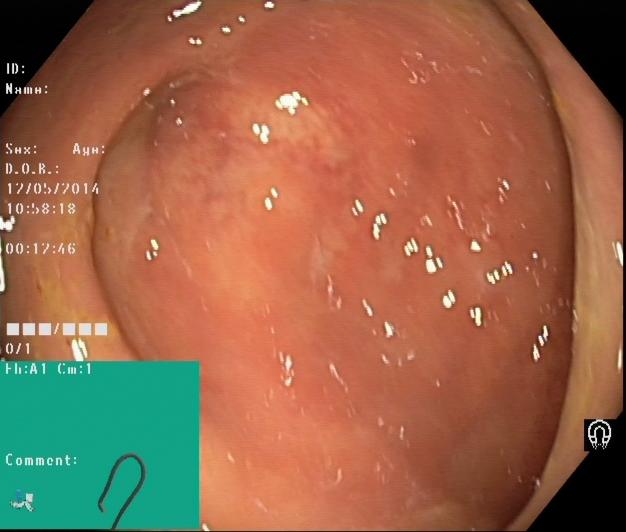 ID:
Name:
Sex: Age:
D.O.B.:
12/05/2014
10:58:18
00:12:46
■■■/■■■
0/1
Eh:A1 Cm:1
Comment: